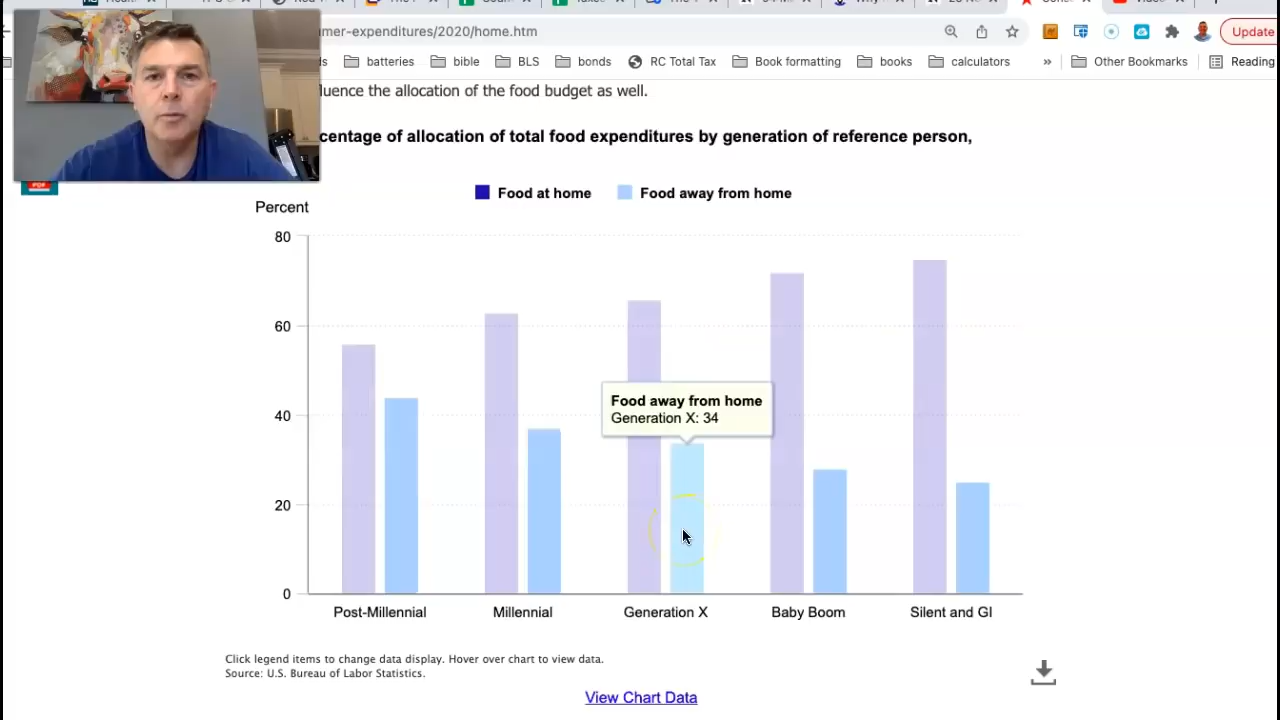 mer-expenditures/2020/home.htm
Update
ds batteries bible BLS bonds RC Total Tax Book formatting books calculators » Other Bookmarks Reading
fluence the allocation of the food budget as well.
centage of allocation of total food expenditures by generation of reference person,
PDF
Food at home Food away from home
Percent
80
60
40
20
0
Food away from home
Generation X: 34
Post-Millennial Millennial Generation X Baby Boom Silent and GI
Click legend items to change data display. Hover over chart to view data.
Source: U.S. Bureau of Labor Statistics.
View Chart Data